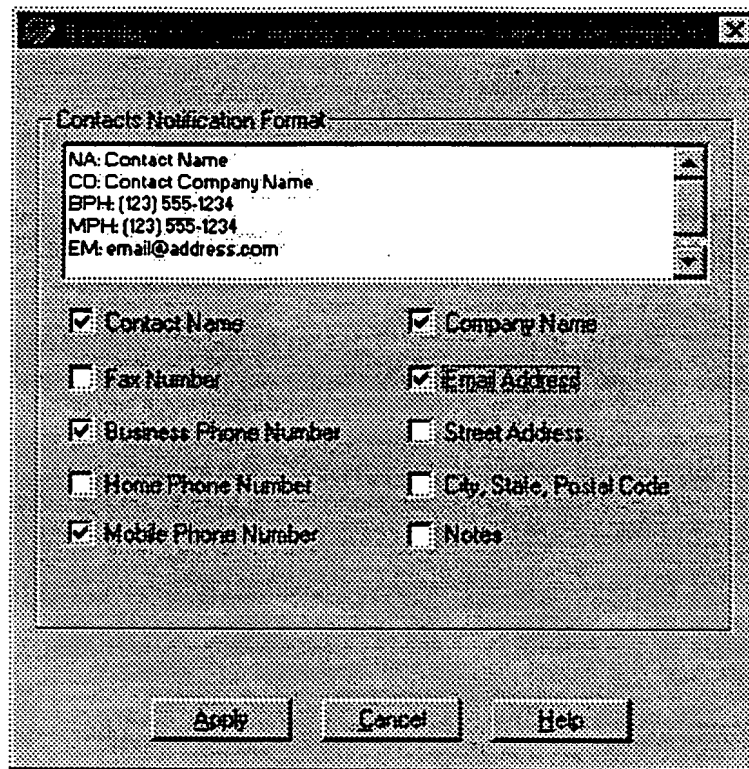 Contacts Notification Format
NA: Contact Name
CO: Contact Company Name
BPH: (123) 555-1234
MPH: (123) 555-1234
EM: email@address.com
Contact Name
Company Name
Fax Number
Email Address
Business Phone Number
Street Address
Home Phone Number
City, State, Postal Code
Mobile Phone Number
Notes
Apply
Cancel
Help